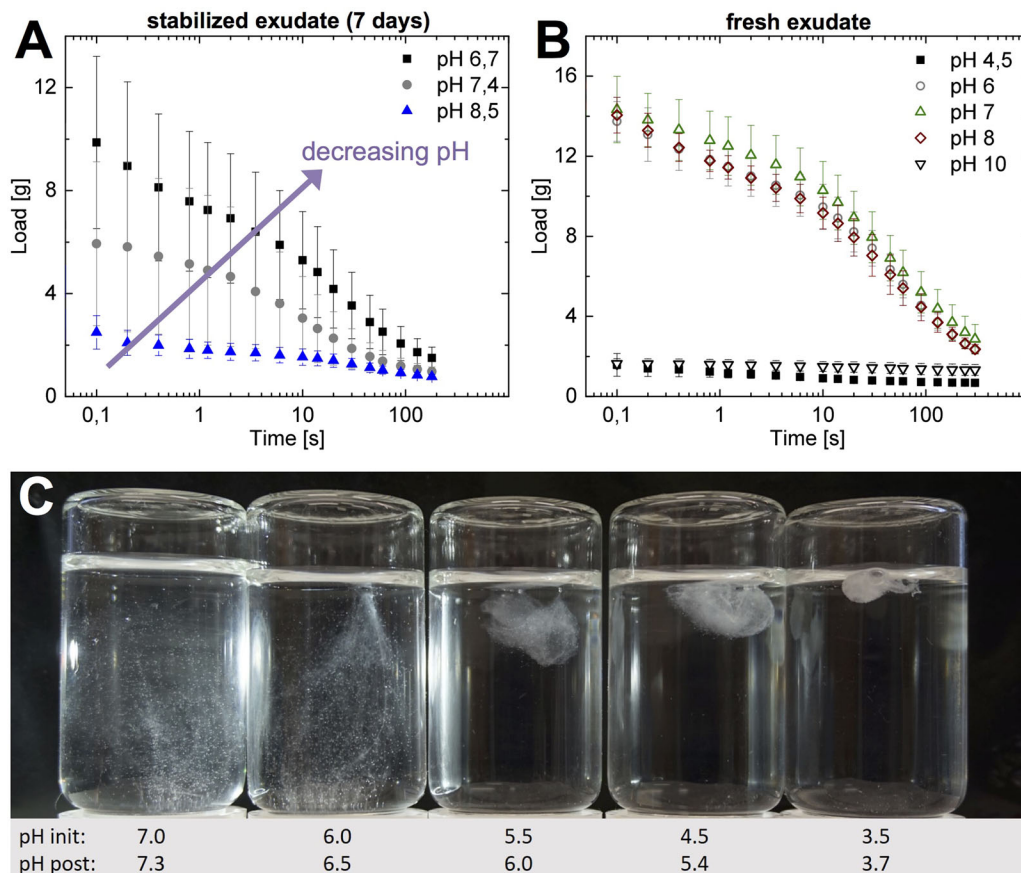 A
stabilized exudate (7 days)
pH 6,7
pH 7,4
pH 8,5
decreasing pH
12
8
4
0
Load [g]
0,1
1
10
100
Time [s]
B
fresh exudate
pH 4,5
pH 6
pH 7
pH 8
pH 10
16
12
8
4
0
Load [g]
0,1
1
10
100
Time [s]
C
pH init: 7.0 6.0 5.5 4.5 3.5
pH post: 7.3 6.5 6.0 5.4 3.7